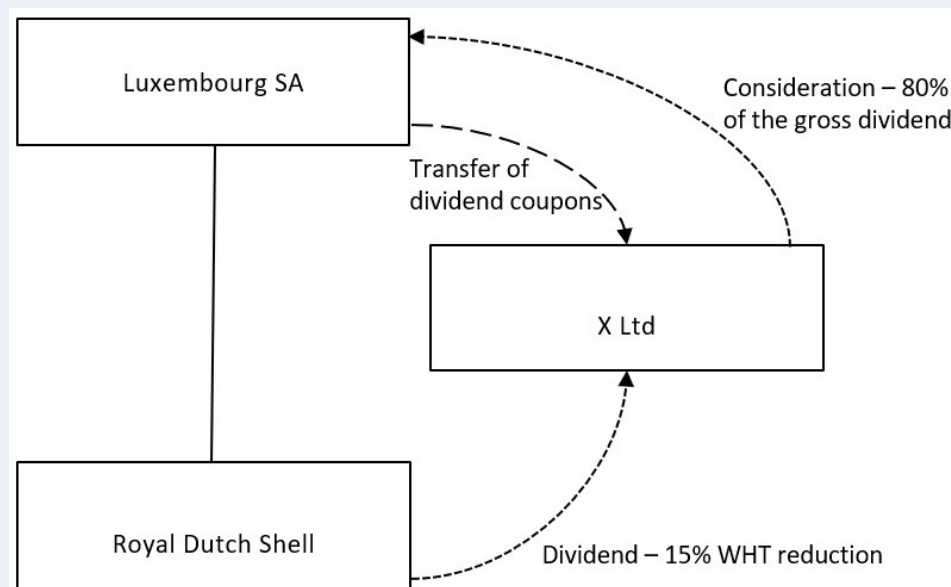 Luxembourg SA
Consideration – 80%
of the gross dividend
Transfer of
dividend coupons
X Ltd
Royal Dutch Shell
Dividend – 15% WHT reduction